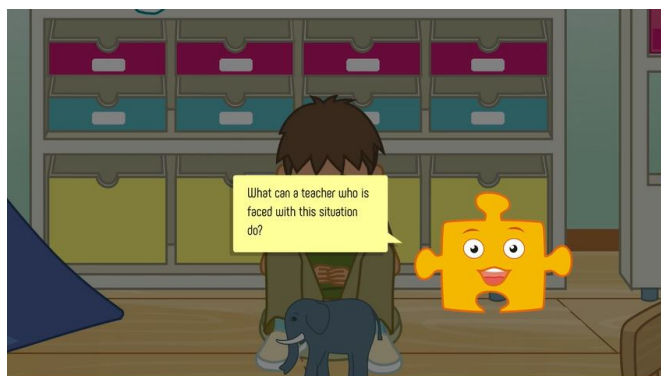 What can a teacher who is
faced with this situation
do?